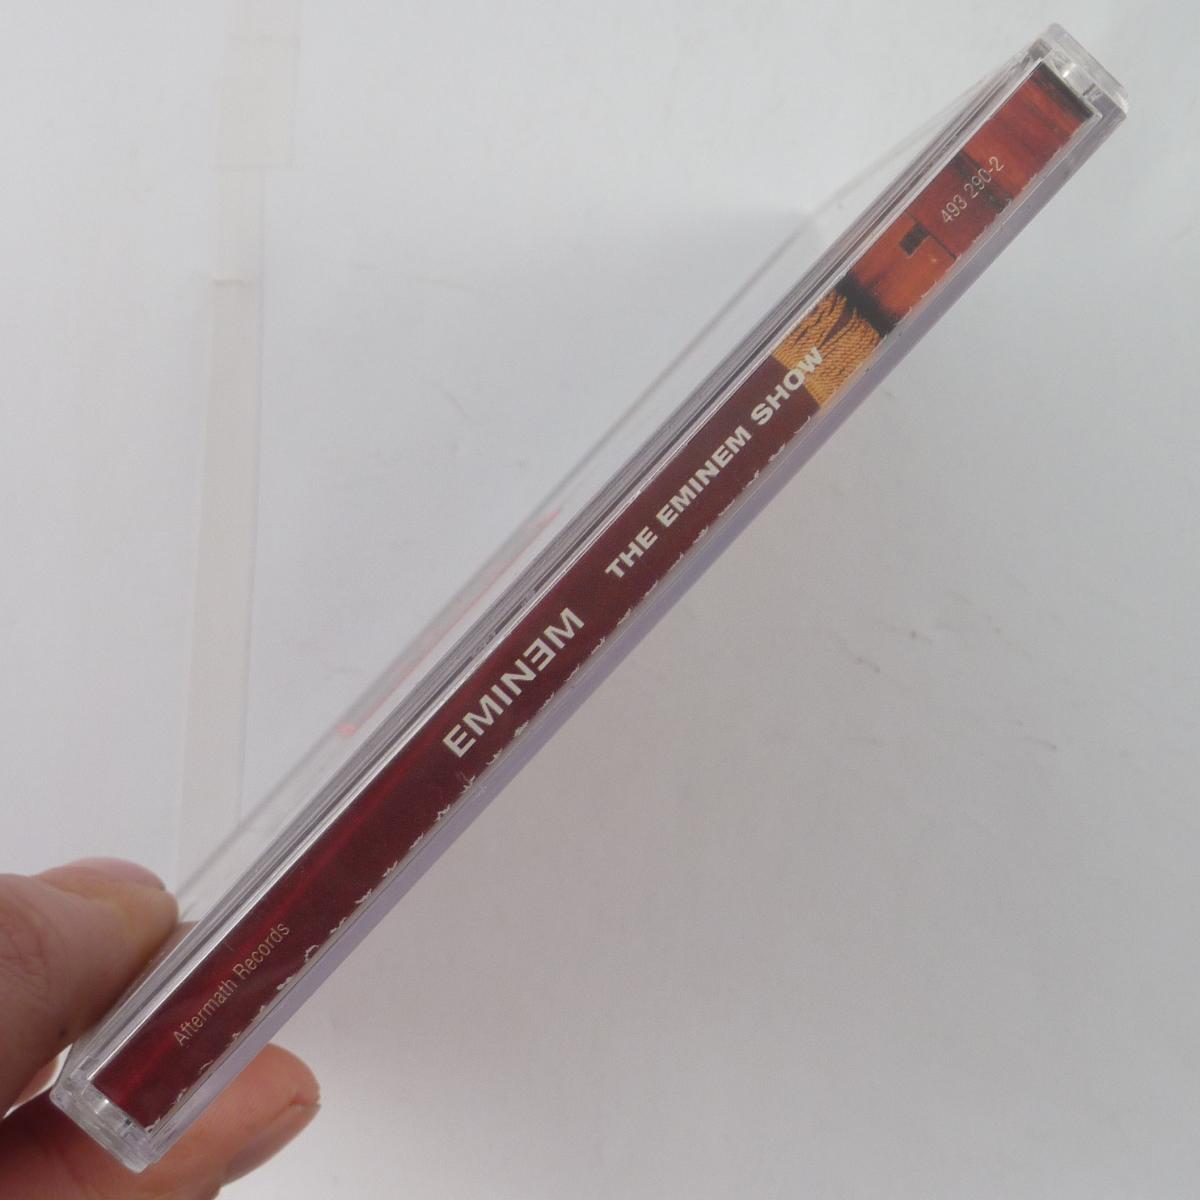 Aftermath Records
EMINƎM
THE EMINEM SHOW
493 290-2